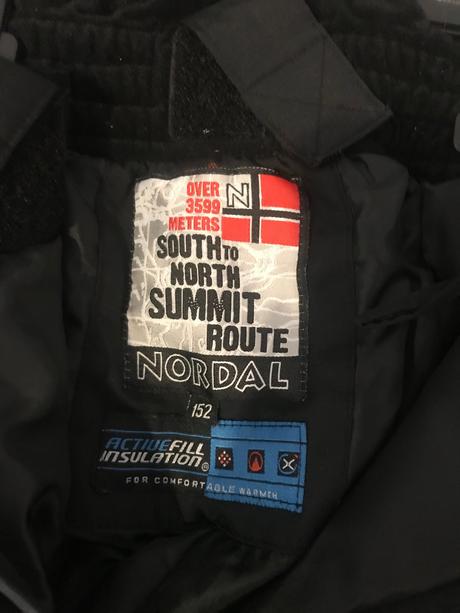 OVER
3599
METERS
N
SOUTH TO
NORTH
SUMMIT
ROUTE
NORDAL
152
ACTIVEFILL
INSULATION®
FOR COMFORTABLE WARMTH